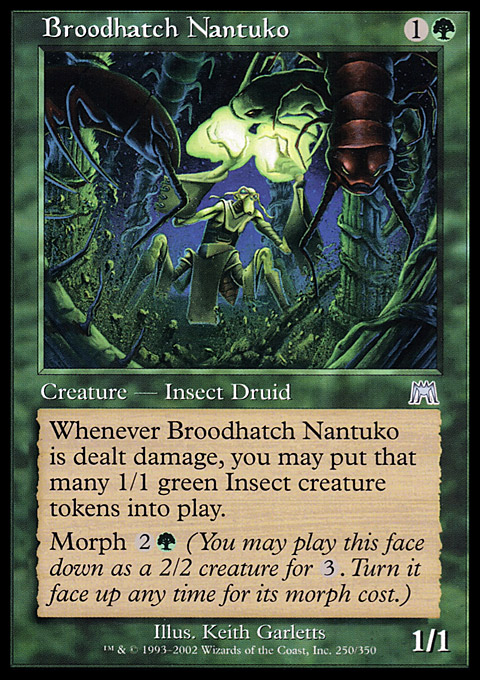 Broodhatch Nantuko 1
Creature — Insect Druid
Whenever Broodhatch Nantuko
is dealt damage, you may put that
many 1/1 green Insect creature
tokens into play.
Morph 2 (You may play this face
down as a 2/2 creature for 3. Turn it
face up any time for its morph cost.)
Illus. Keith Garletts
™ & © 1993–2002 Wizards of the Coast, Inc. 250/350
1/1